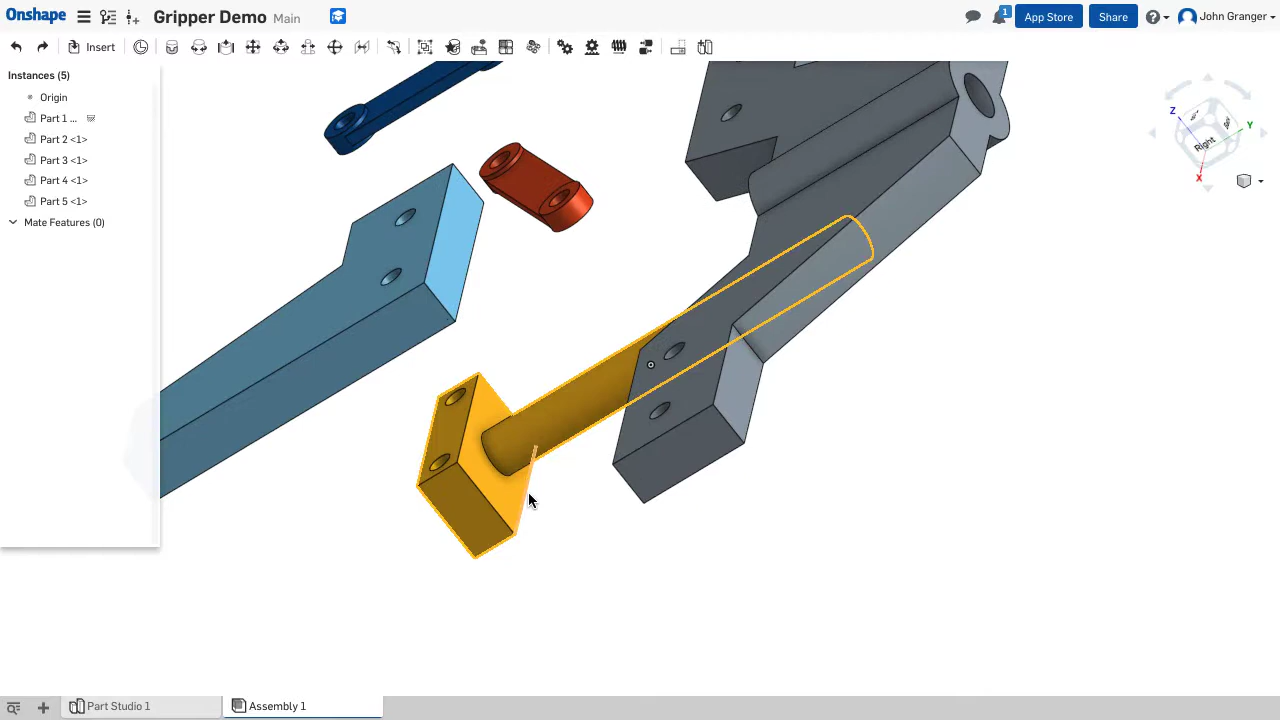 Onshape
Gripper Demo Main
1
App Store
Share
John Granger
Insert
Instances (5)
Origin
Part 1 ...
Part 2 <1>
Part 3 <1>
Part 4 <1>
Part 5 <1>
Mate Features (0)
Z
Y
Right
X
Part Studio 1
Assembly 1